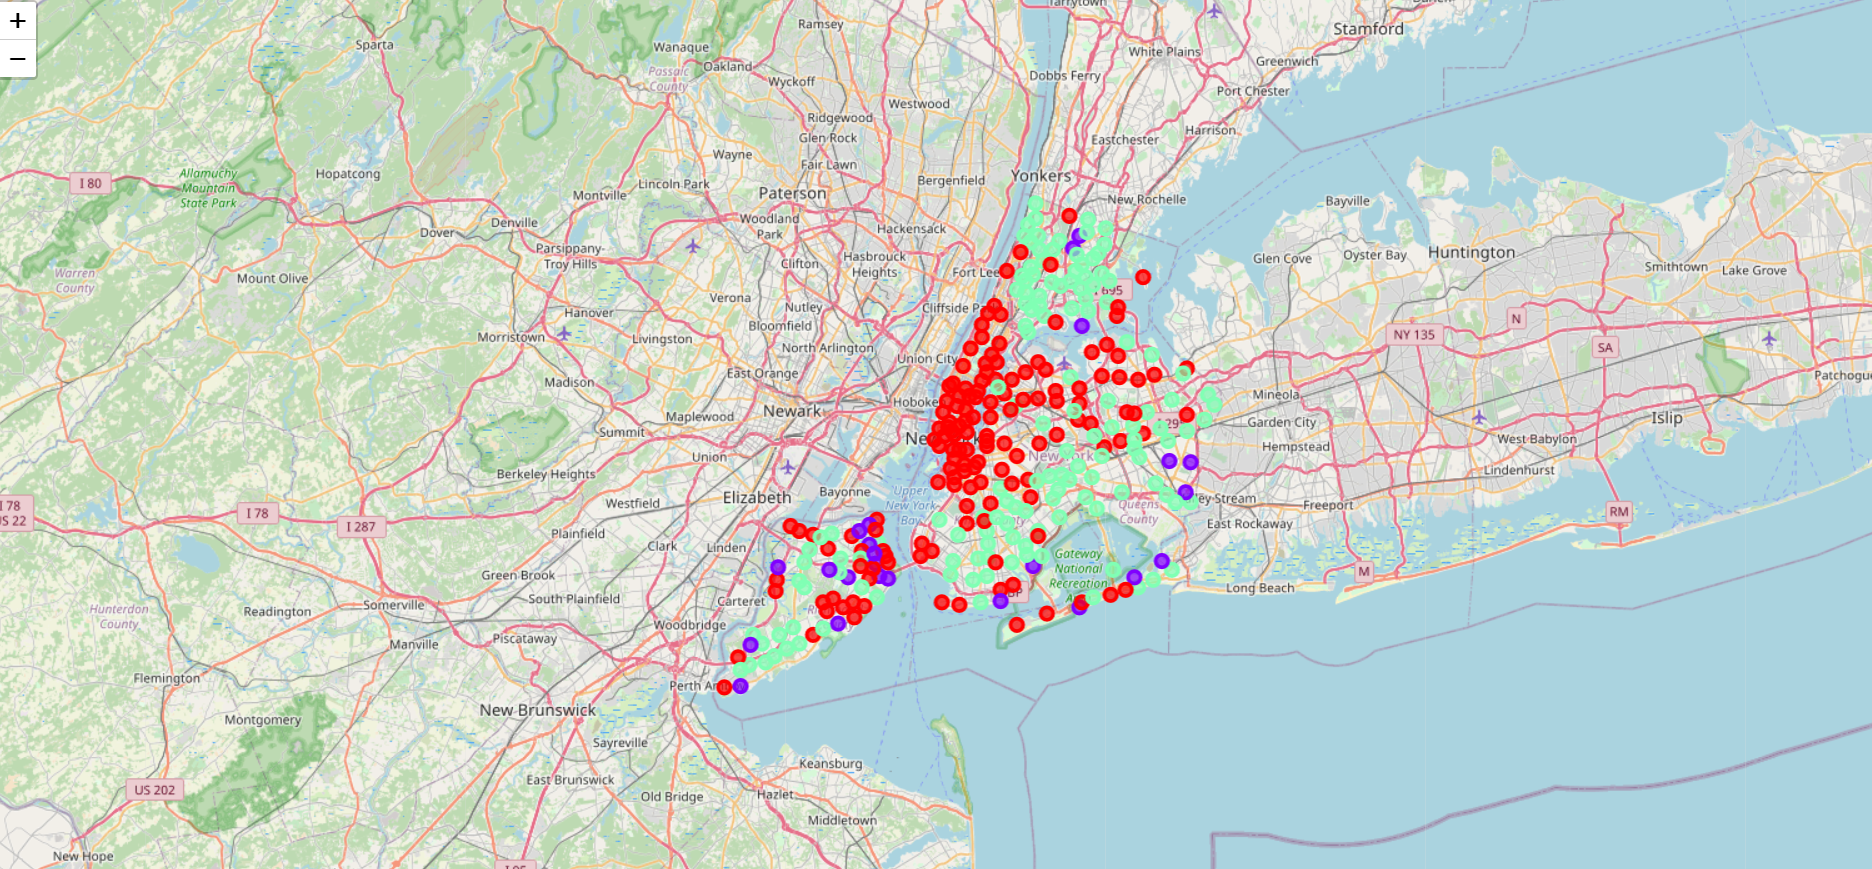 +
−
Ramsey
Tarrytown
Stamford
Sparta
Wanaque
Oakland
White Plains
Greenwich
Passaic
County
Wyckoff
Dobbs Ferry
Port Chester
Westwood
Ridgewood
Glen Rock
Eastchester
Harrison
Wayne
Fair Lawn
I 80
Allamuchy
Mountain
State Park
Hopatcong
Lincoln Park
Bergenfield
Yonkers
Montville
Paterson
New Rochelle
Bayville
Woodland
Park
Hackensack
Denville
Dover
Parsippany-
Troy Hills
Clifton
Hasbrouck
Heights
Fort Lee
Huntington
Glen Cove
Oyster Bay
Smithtown
Lake Grove
Warren
County
Mount Olive
Verona
Nutley
Cliffside
695
Hanover
Bloomfield
N
NY 135
SA
Morristown
Livingston
North Arlington
Union City
East Orange
Madison
Patchogue
Mineola
Newark
Maplewood
Garden City
Islip
Summit
New York
West Babylon
Hempstead
Union
Berkeley Heights
Lindenhurst
Elizabeth
Bayonne
Upper
New York
Bay
Westfield
Freeport
Queens
County
East Rockaway
I 78
US 22
I 78
I 287
RM
Plainfield
Clark
Linden
Gateway
National
Recreation
M
Green Brook
Long Beach
South Plainfield
Carteret
Hunterdon
County
Readington
Somerville
Woodbridge
Piscataway
Manville
Flemington
New Brunswick
Montgomery
Sayreville
Keansburg
East Brunswick
US 202
Old Bridge
Hazlet
Middletown
New Hope
I 95